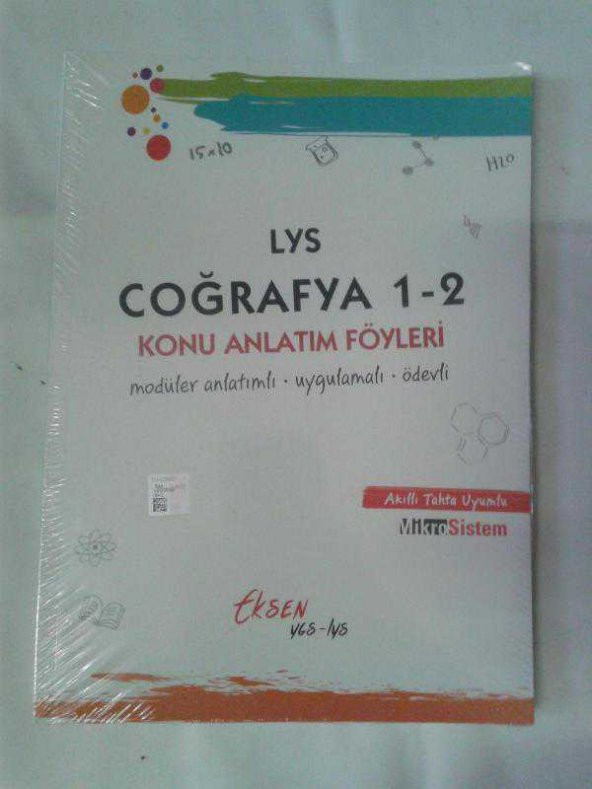 15x10
H20
LYS
COĞRAFYA 1-2
KONU ANLATIM FÖYLERİ
modüler anlatımlı · uygulamalı · ödevli
Akıllı Tahta Uyumlu
MikroSistem
EKSEN
YGS-LYS